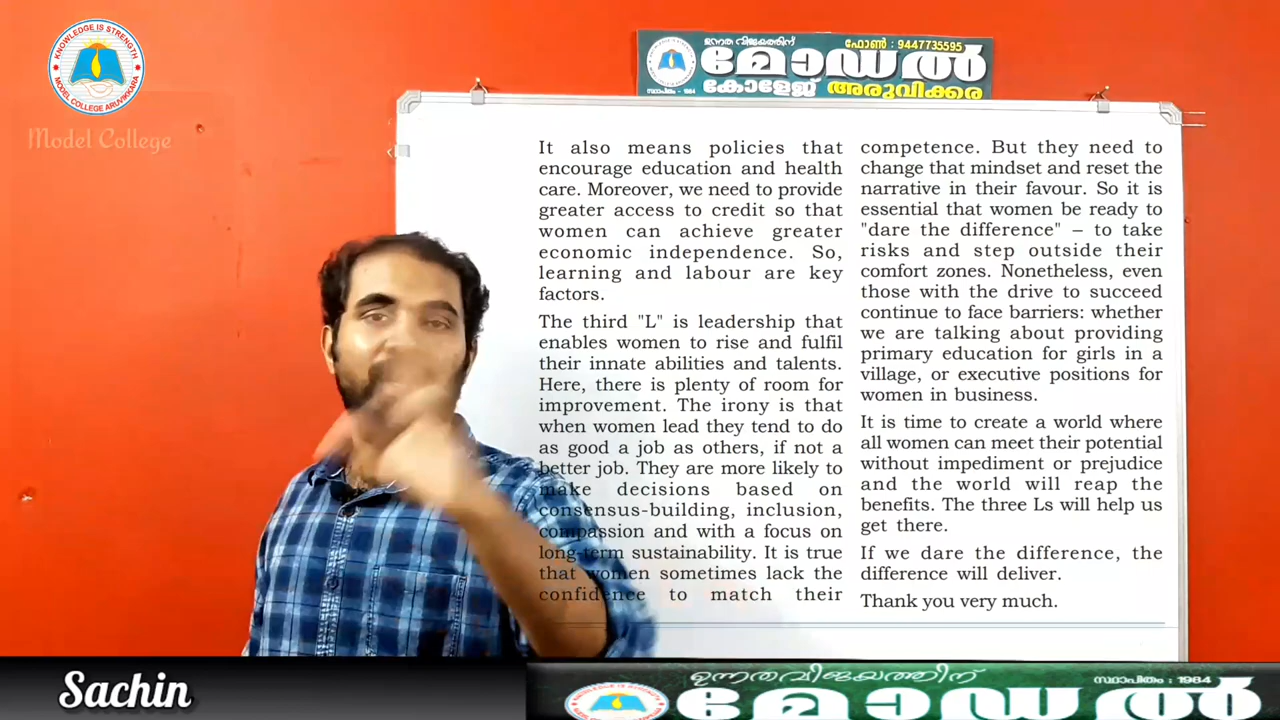 KNOWLEDGE IS STRENGTH
MODEL COLLEGE ARUVIKKARA
Model College
ഉന്നത വിജയത്തിന്
ഫോൺ : 9447735595
മോഡൽ
സ്ഥാപിതം - 1984
കോളേജ് അരുവിക്കര
It also means policies that
encourage education and health
care. Moreover, we need to provide
greater access to credit so that
women can achieve greater
economic independence. So,
learning and labour are key
factors.
The third "L" is leadership that
enables women to rise and fulfil
their innate abilities and talents.
Here, there is plenty of room for
improvement. The irony is that
when women lead they tend to do
as good a job as others, if not a
better job. They are more likely to
make decisions based on
consensus-building, inclusion,
compassion and with a focus on
long-term sustainability. It is true
that women sometimes lack the
confidence to match their
competence. But they need to
change that mindset and reset the
narrative in their favour. So it is
essential that women be ready to
"dare the difference" – to take
risks and step outside their
comfort zones. Nonetheless, even
those with the drive to succeed
continue to face barriers: whether
we are talking about providing
primary education for girls in a
village, or executive positions for
women in business.
It is time to create a world where
all women can meet their potential
without impediment or prejudice
and the world will reap the
benefits. The three Ls will help us
get there.
If we dare the difference, the
difference will deliver.
Thank you very much.
Sachin
ഉന്നതവിജയത്തിന്
സ്ഥാപിതം : 1984
മോഡൽ